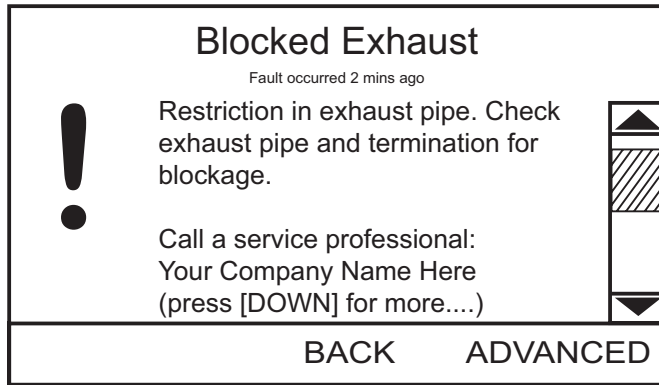 Blocked Exhaust
Fault occurred 2 mins ago
Restriction in exhaust pipe. Check
exhaust pipe and termination for
blockage.
Call a service professional:
Your Company Name Here
(press [DOWN] for more....)
BACK ADVANCED